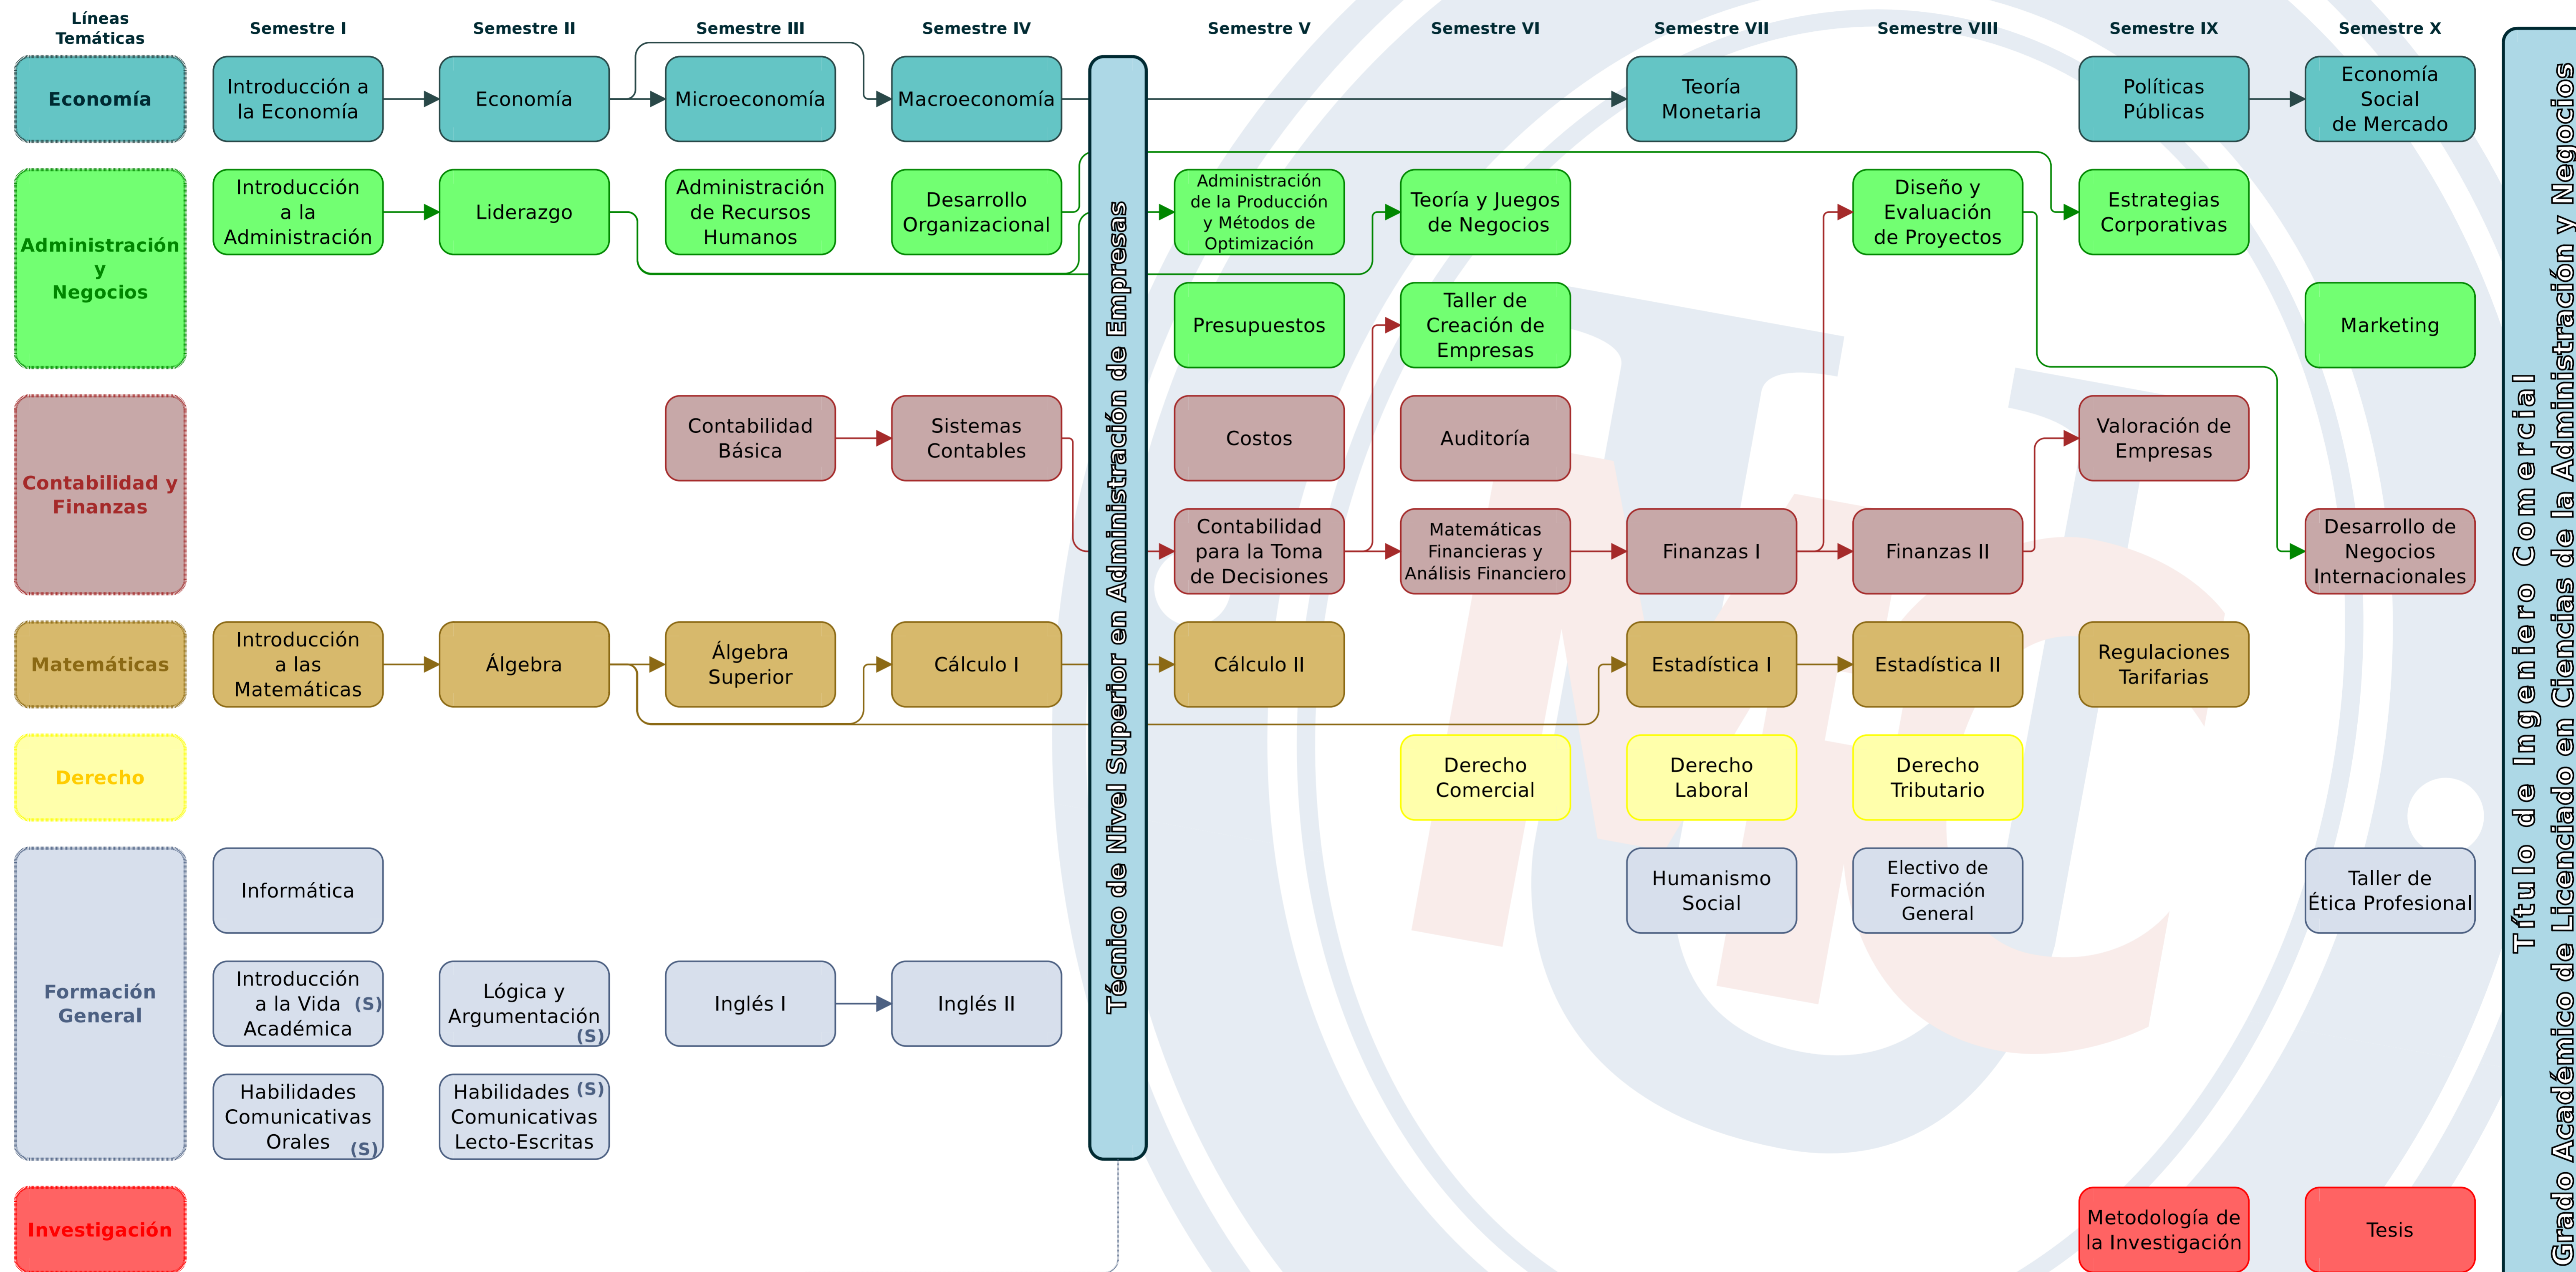 Líneas
Temáticas
Semestre I
Semestre II
Semestre III
Semestre IV
Semestre V
Semestre VI
Semestre VII
Semestre VIII
Semestre IX
Semestre X
Economía
Introducción a
la Economía
Economía
Microeconomía
Macroeconomía
Teoría
Monetaria
Políticas
Públicas
Economía
Social
de Mercado
Administración
y
Negocios
Introducción
a la
Administración
Liderazgo
Administración
de Recursos
Humanos
Desarrollo
Organizacional
Administración
de la Producción
y Métodos de
Optimización
Teoría y Juegos
de Negocios
Diseño y
Evaluación
de Proyectos
Estrategias
Corporativas
Presupuestos
Taller de
Creación de
Empresas
Marketing
Contabilidad y
Finanzas
Contabilidad
Básica
Sistemas
Contables
Costos
Auditoría
Valoración de
Empresas
Contabilidad
para la Toma
de Decisiones
Matemáticas
Financieras y
Análisis Financiero
Finanzas I
Finanzas II
Desarrollo de
Negocios
Internacionales
Matemáticas
Introducción
a las
Matemáticas
Álgebra
Álgebra
Superior
Cálculo I
Cálculo II
Estadística I
Estadística II
Regulaciones
Tarifarias
Derecho
Derecho
Comercial
Derecho
Laboral
Derecho
Tributario
Formación
General
Informática
Humanismo
Social
Electivo de
Formación
General
Taller de
Ética Profesional
Introducción
a la Vida (S)
Académica
Lógica y
Argumentación
(S)
Inglés I
Inglés II
Habilidades
Comunicativas
Orales (S)
Habilidades (S)
Comunicativas
Lecto-Escritas
Investigación
Metodología de
la Investigación
Tesis
Técnico de Nivel Superior en Administración de Empresas
Título de Ingeniero Comercial
Grado Académico de Licenciado en Ciencias de la Administración y Negocios